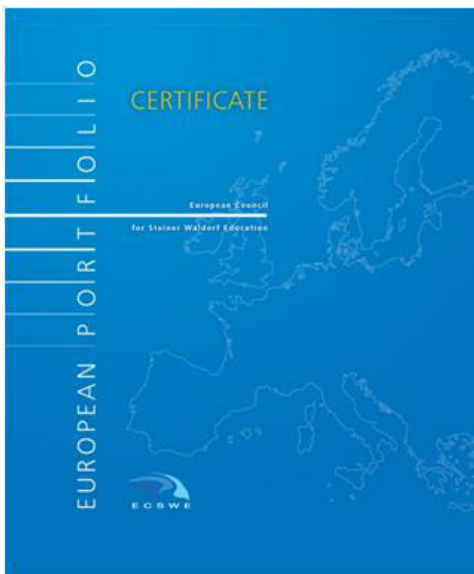 EUROPEAN PORTFOLIO
CERTIFICATE
European Council
for Steiner Waldorf Education
ECSWE